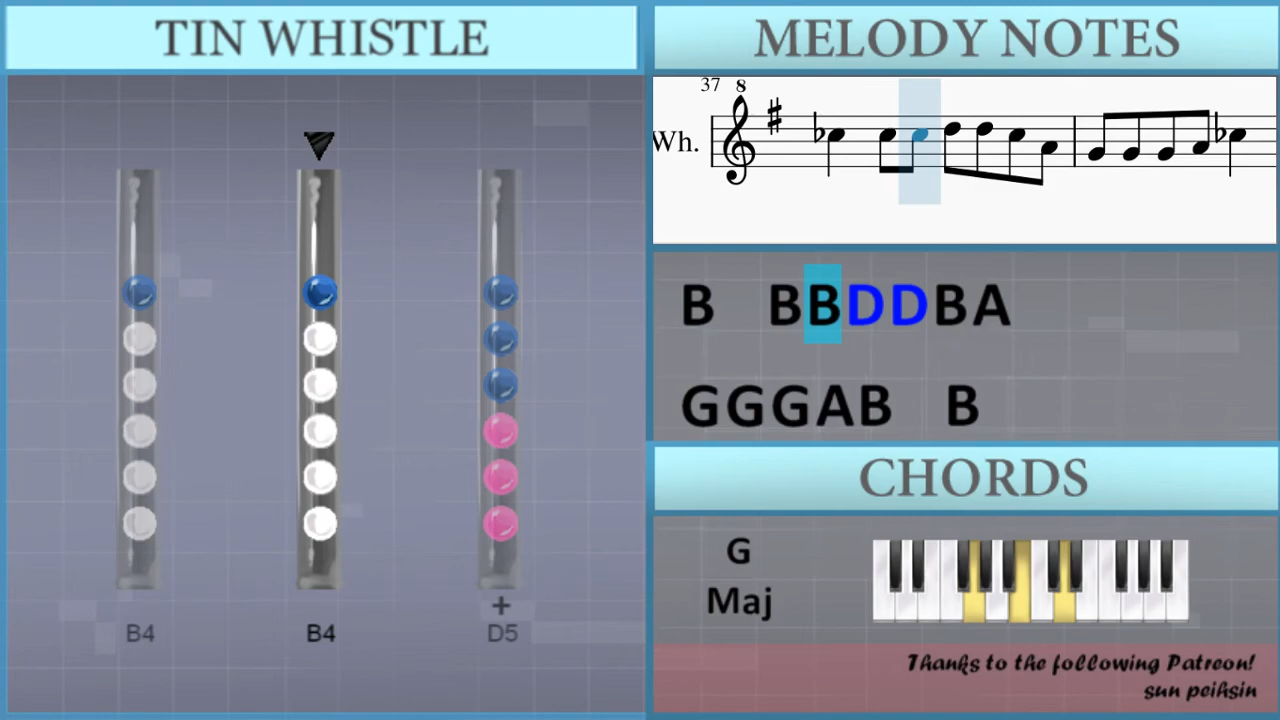 TIN WHISTLE
B4
B4
+
D5
MELODY NOTES
37
8
Wh.
B BBDDBA
GGGAB B
CHORDS
G
Maj
Thanks to the following Patreon!
sun peihsin